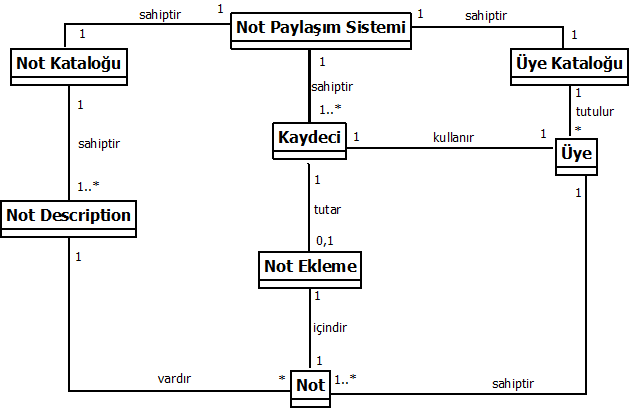 sahiptir
1
Not Paylaşım Sistemi
1
sahiptir
1
1
Not Kataloğu
1
sahiptir
1..*
Üye Kataloğu
1
tutulur
*
1
sahiptir
1..*
Kaydeci
1
kullanır
1
Üye
1
Not Description
1
1
tutar
0,1
Not Ekleme
1
içindir
1
vardır
*
Not
1..*
sahiptir